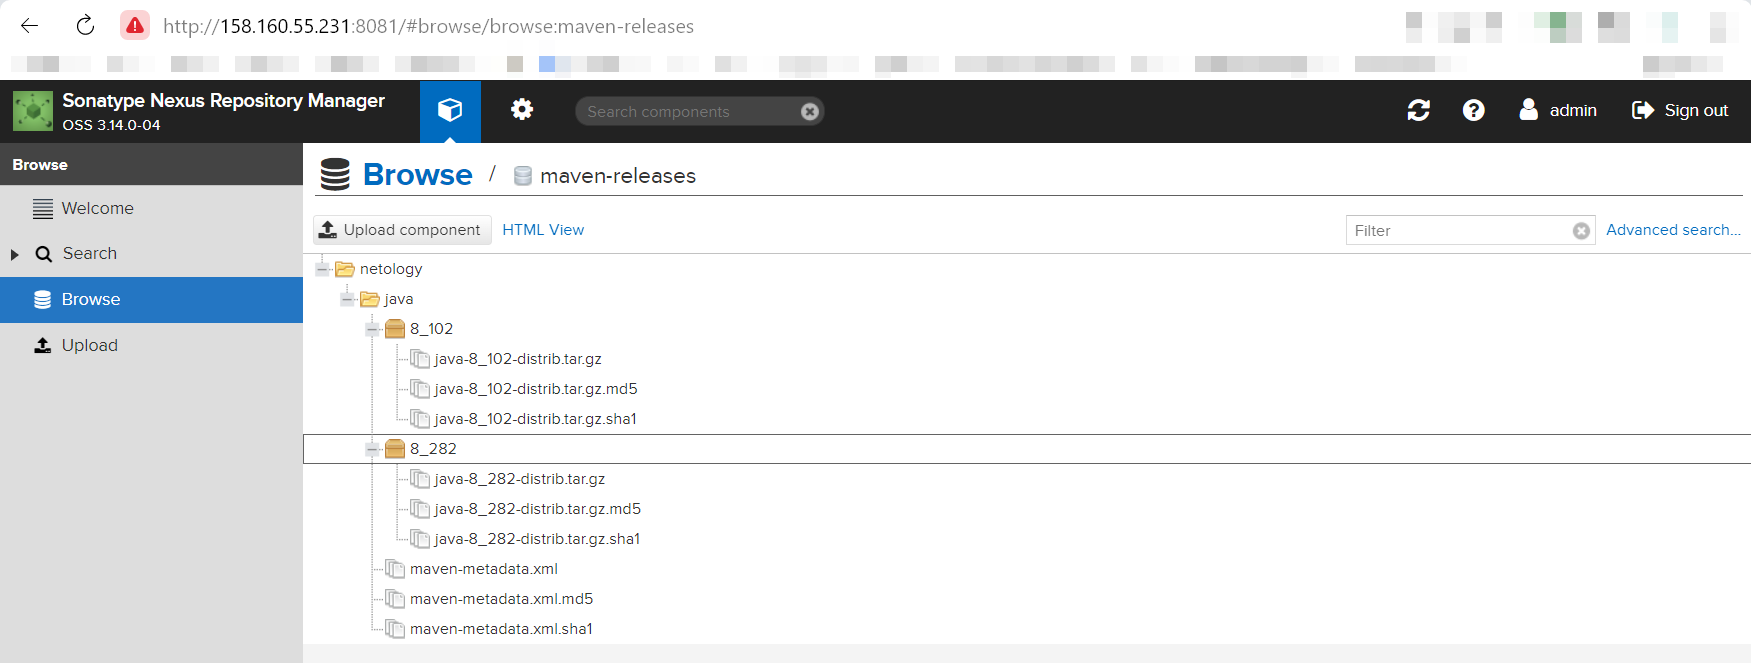 http://158.160.55.231:8081/#browse/browse:maven-releases
Sonatype Nexus Repository Manager
OSS 3.14.0-04
Search components
admin
Sign out
Browse
Browse / maven-releases
Welcome
Search
Browse
Upload
Upload component
HTML View
Filter
Advanced search...
netology
java
8_102
java-8_102-distrib.tar.gz
java-8_102-distrib.tar.gz.md5
java-8_102-distrib.tar.gz.sha1
8_282
java-8_282-distrib.tar.gz
java-8_282-distrib.tar.gz.md5
java-8_282-distrib.tar.gz.sha1
maven-metadata.xml
maven-metadata.xml.md5
maven-metadata.xml.sha1